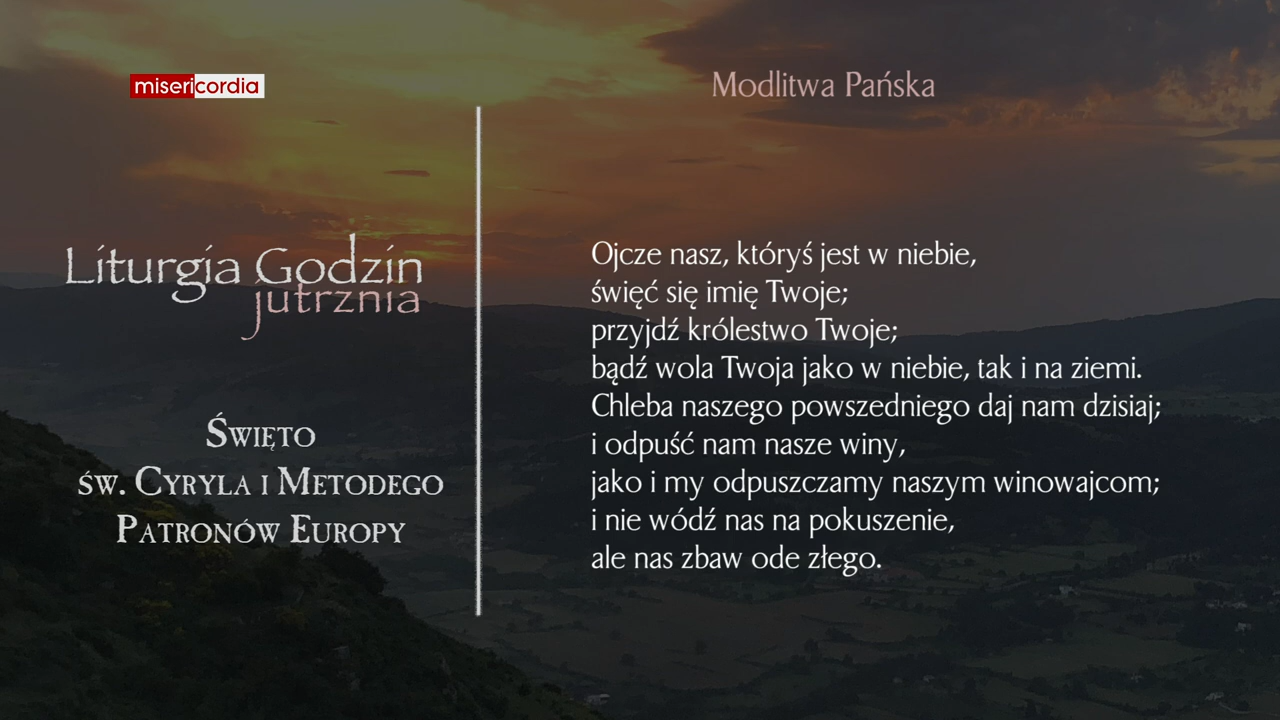 misericordia
Liturgia Godzin
jutrznia
Święto
św. Cyryla i Metodego
Patronów Europy
Modlitwa Pańska
Ojcze nasz, któryś jest w niebie,
święć się imię Twoje;
przyjdź królestwo Twoje;
bądź wola Twoja jako w niebie, tak i na ziemi.
Chleba naszego powszedniego daj nam dzisiaj;
i odpuść nam nasze winy,
jako i my odpuszczamy naszym winowajcom;
i nie wódź nas na pokuszenie,
ale nas zbaw ode złego.